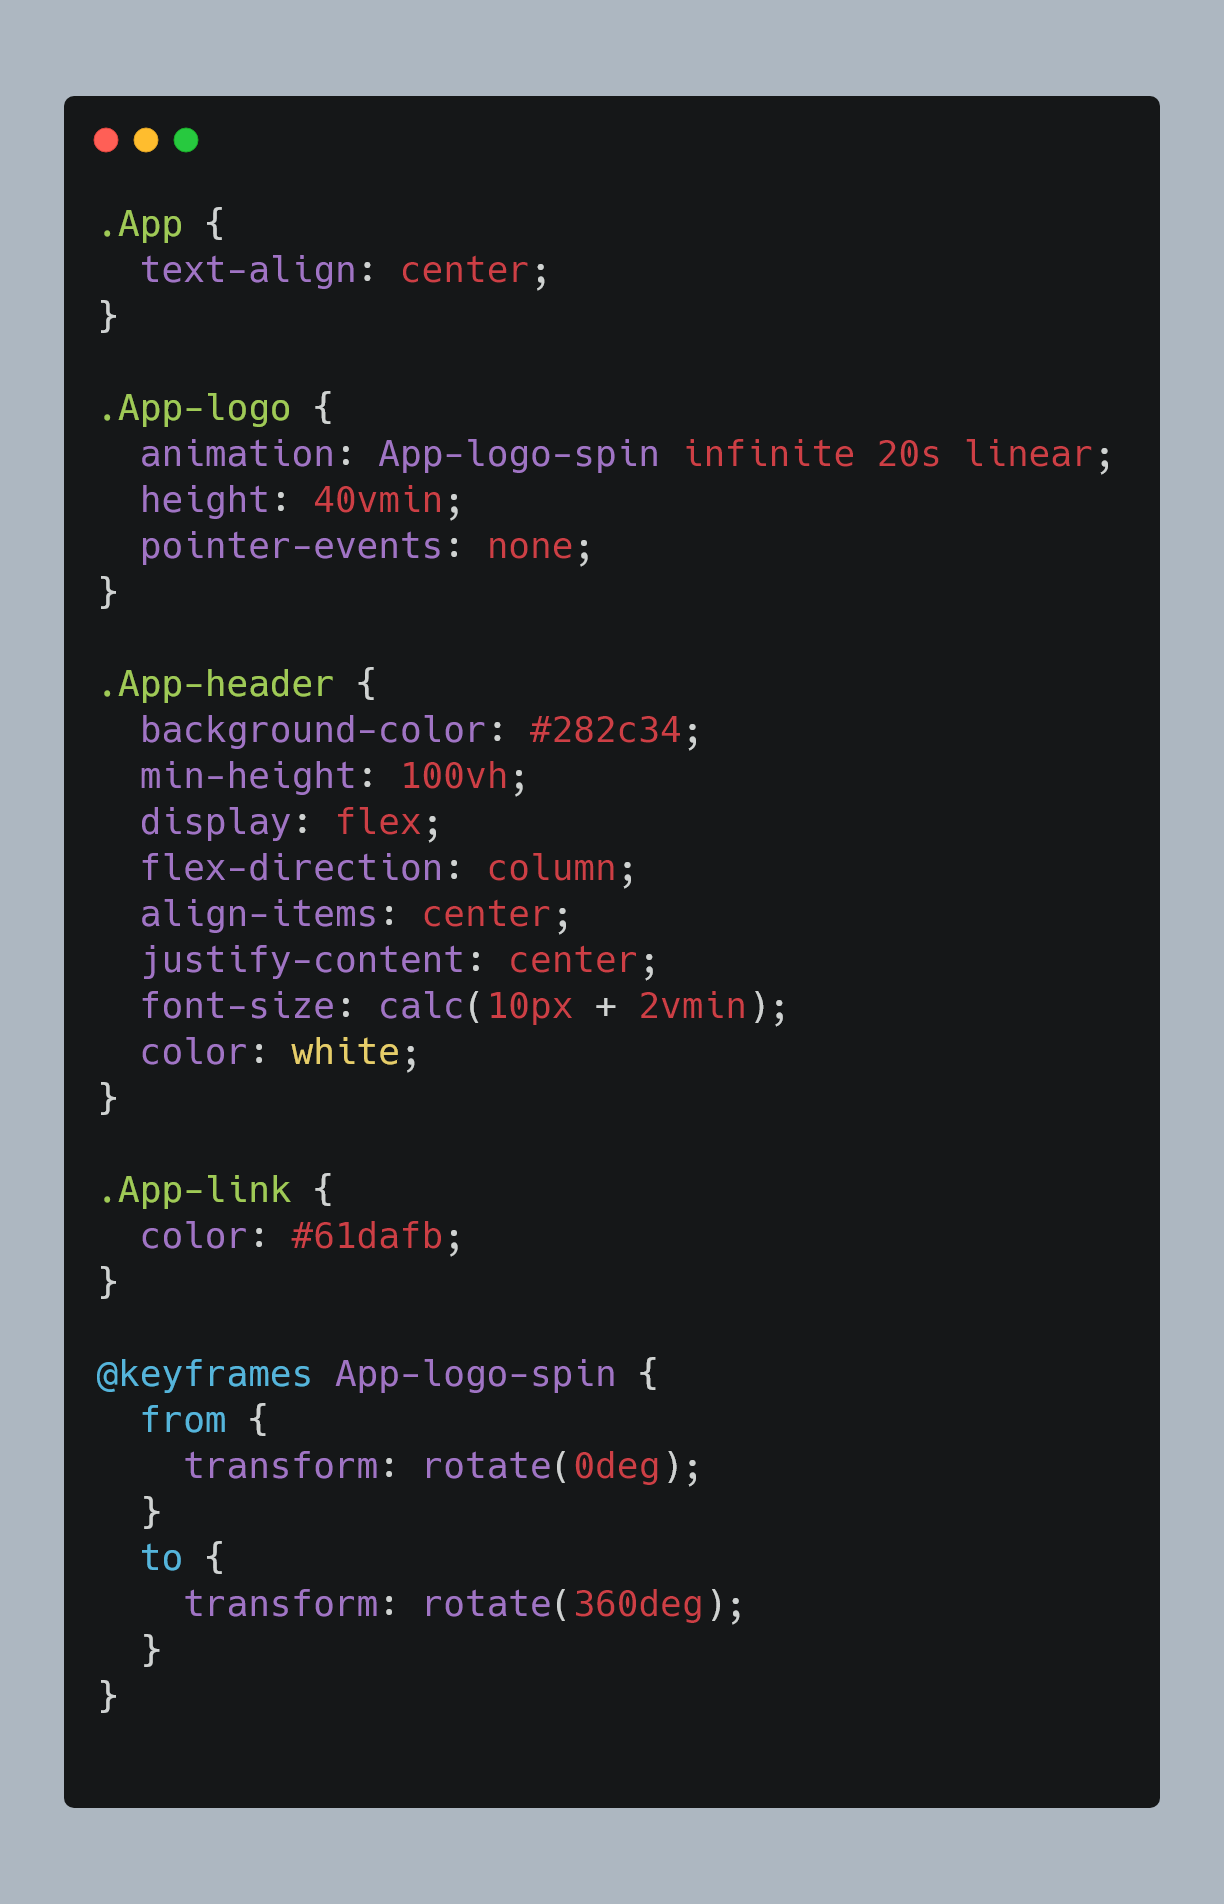 .App {
  text-align: center;
}

.App-logo {
  animation: App-logo-spin infinite 20s linear;
  height: 40vmin;
  pointer-events: none;
}

.App-header {
  background-color: #282c34;
  min-height: 100vh;
  display: flex;
  flex-direction: column;
  align-items: center;
  justify-content: center;
  font-size: calc(10px + 2vmin);
  color: white;
}

.App-link {
  color: #61dafb;
}

@keyframes App-logo-spin {
  from {
    transform: rotate(0deg);
  }
  to {
    transform: rotate(360deg);
  }
}